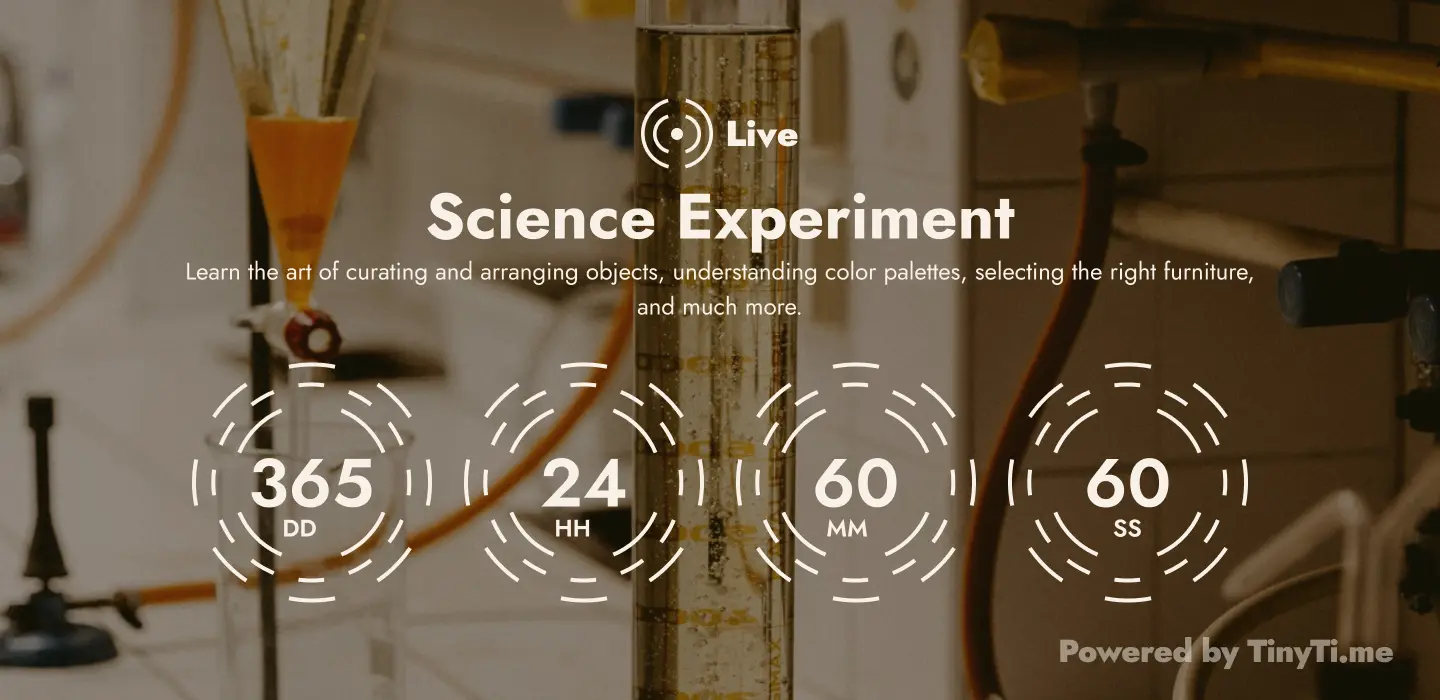 Live
Science Experiment
Learn the art of curating and arranging objects, understanding color palettes, selecting the right furniture,
and much more.
365 24 60 60
DD HH MM SS
Powered by TinyTi.me